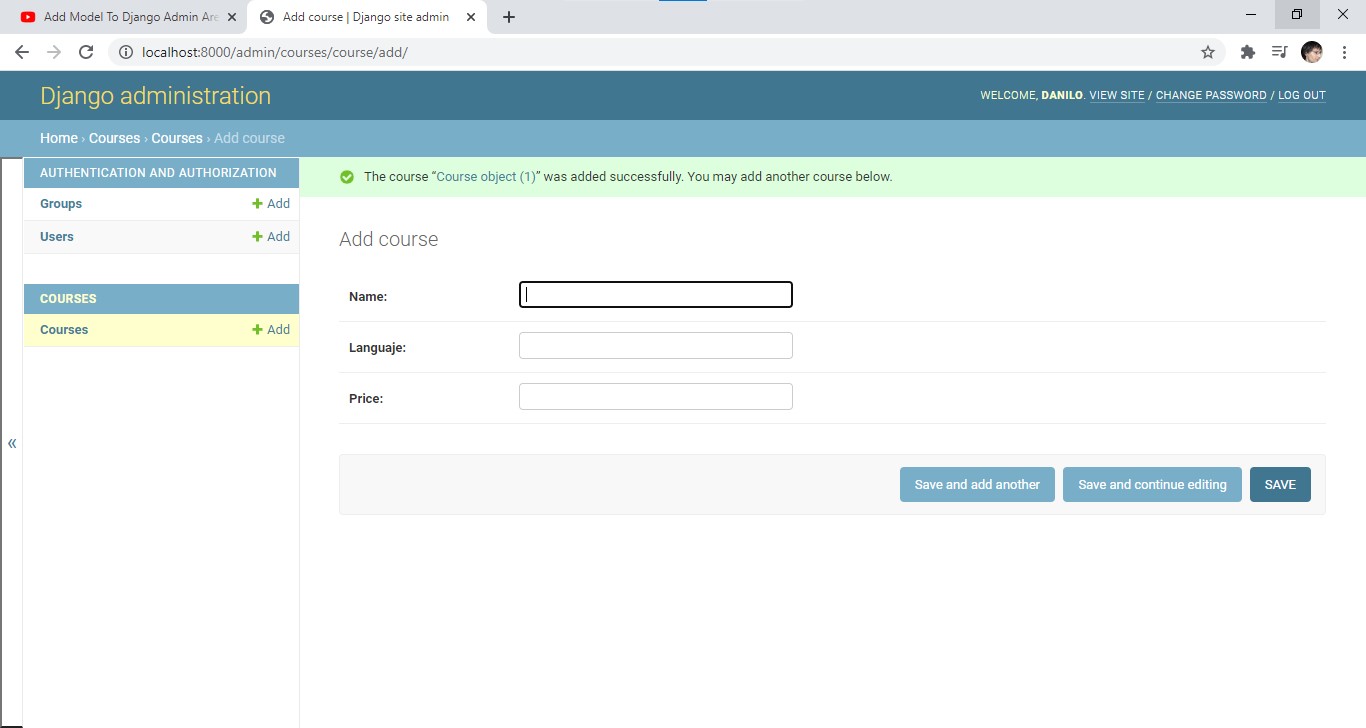 Add Model To Django Admin Are
Add course | Django site admin
localhost:8000/admin/courses/course/add/
Django administration
WELCOME, DANILO. VIEW SITE / CHANGE PASSWORD / LOG OUT
Home › Courses › Courses › Add course
AUTHENTICATION AND AUTHORIZATION
Groups + Add
Users + Add
COURSES
Courses + Add
«
The course “Course object (1)” was added successfully. You may add another course below.
Add course
Name:
Languaje:
Price:
Save and add another Save and continue editing SAVE